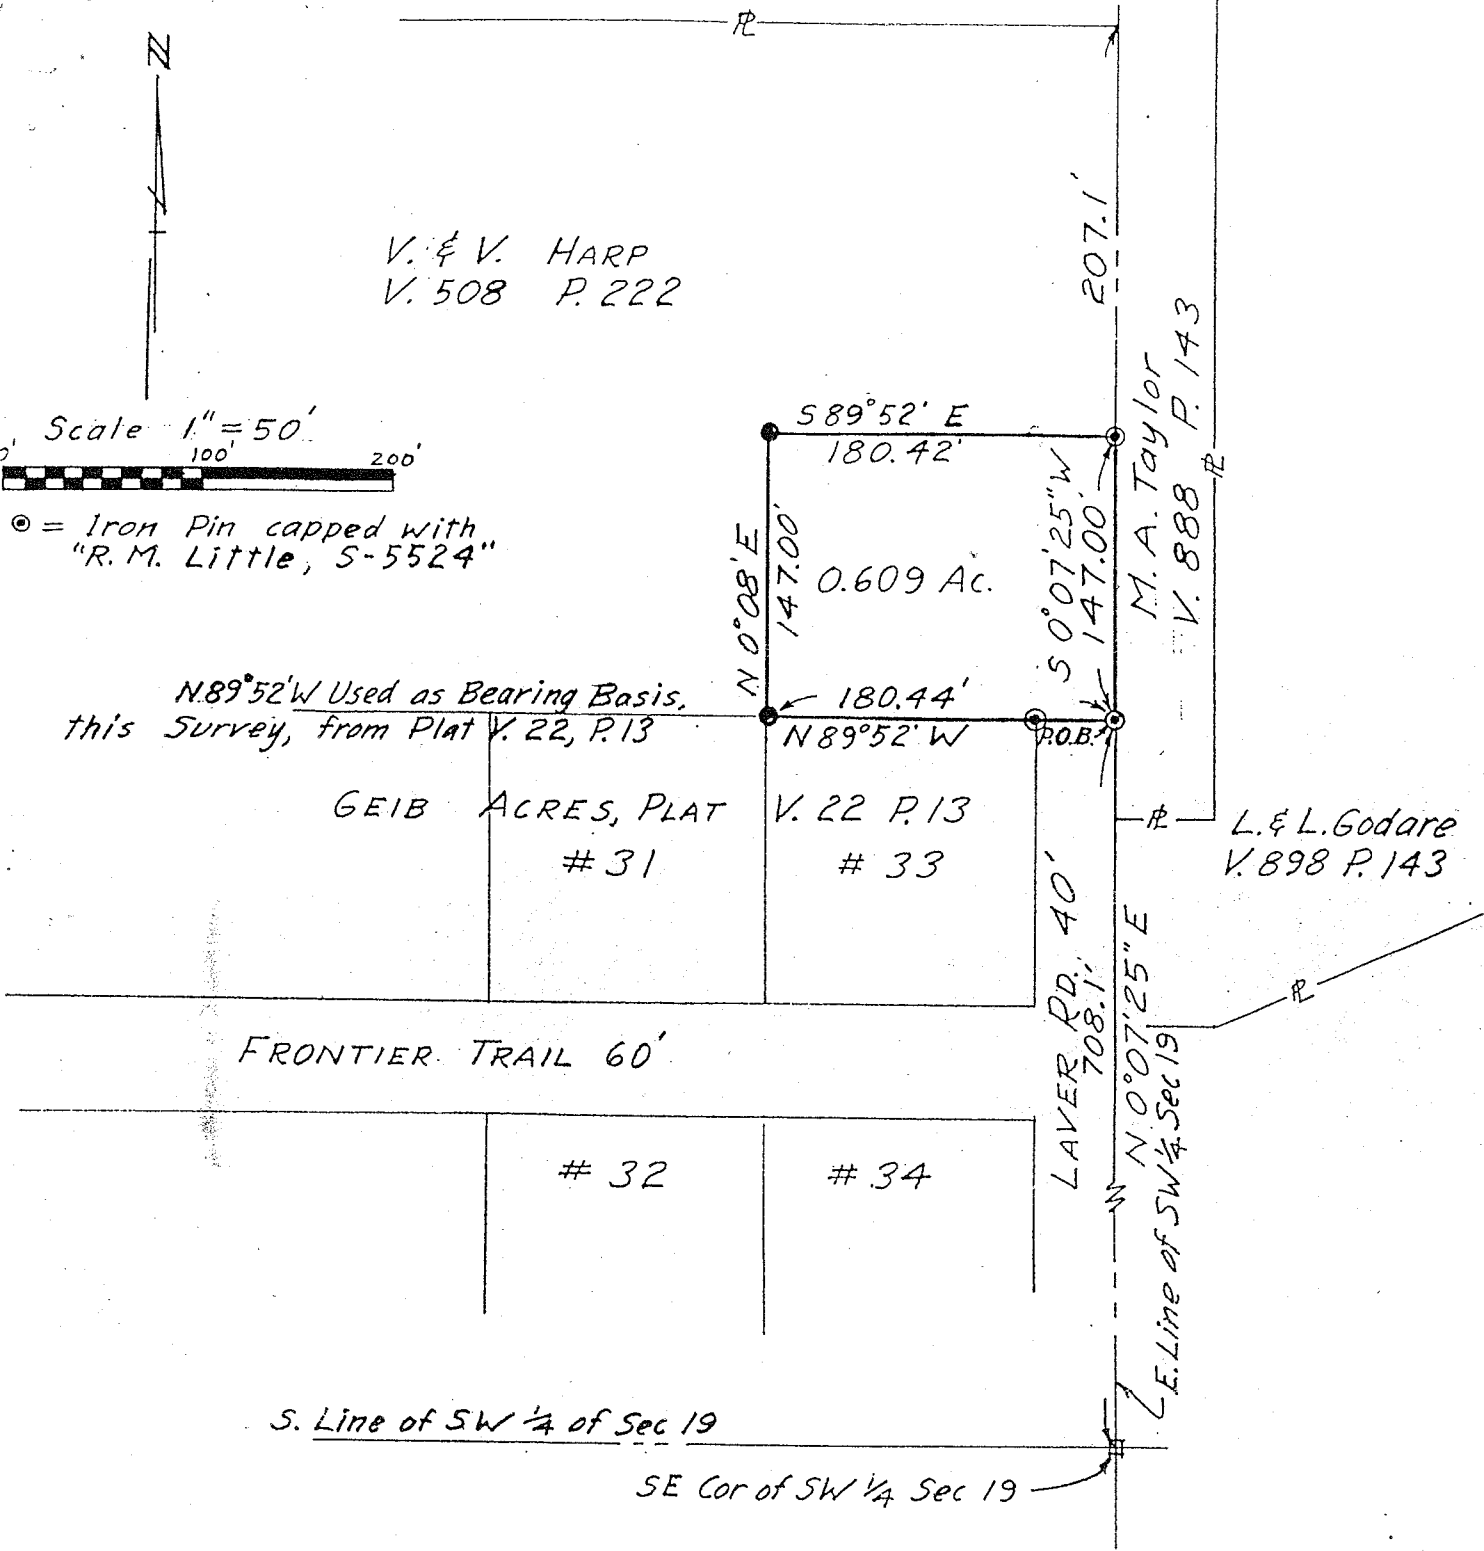 PL
N
207.1'
V. & V. HARP
V. 508 P. 222
M. A. Taylor
V. 888 P. 143
PL
Scale 1" = 50'
0' 100' 200'
⊙ = Iron Pin capped with
"R. M. Little, S-5524"
S 89°52' E
180.42'
N 0°08' E
147.00'
0.609 Ac.
S 0°07'25" W
147.00'
N 89°52' W Used as Bearing Basis,
this Survey, from Plat V. 22, P. 13
180.44'
N 89°52' W
P.O.B.
GEIB ACRES, PLAT V. 22 P. 13
# 31
# 33
PL
L. & L. Godare
V. 898 P. 143
PL
LAVER RD. 40'
708.1'
N 0°07'25" E
E. Line of SW ¼ Sec 19
FRONTIER TRAIL 60'
# 32
# 34
S. Line of SW ¼ of Sec 19
SE Cor of SW ¼ Sec 19